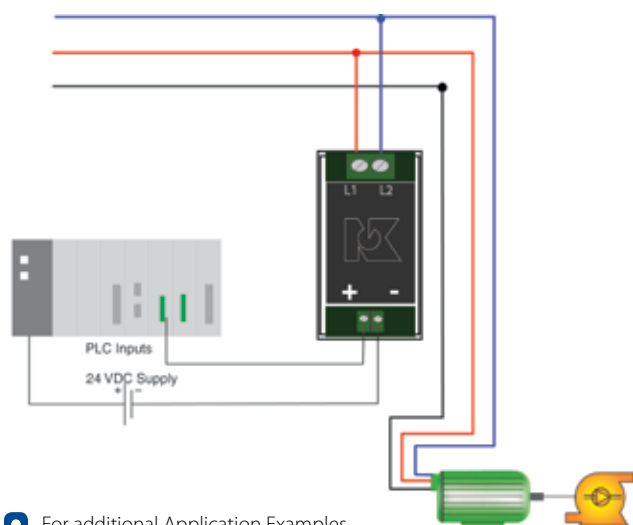 L1 L2
+ -
PLC Inputs
24 VDC Supply
+ -
For additional Application Examples